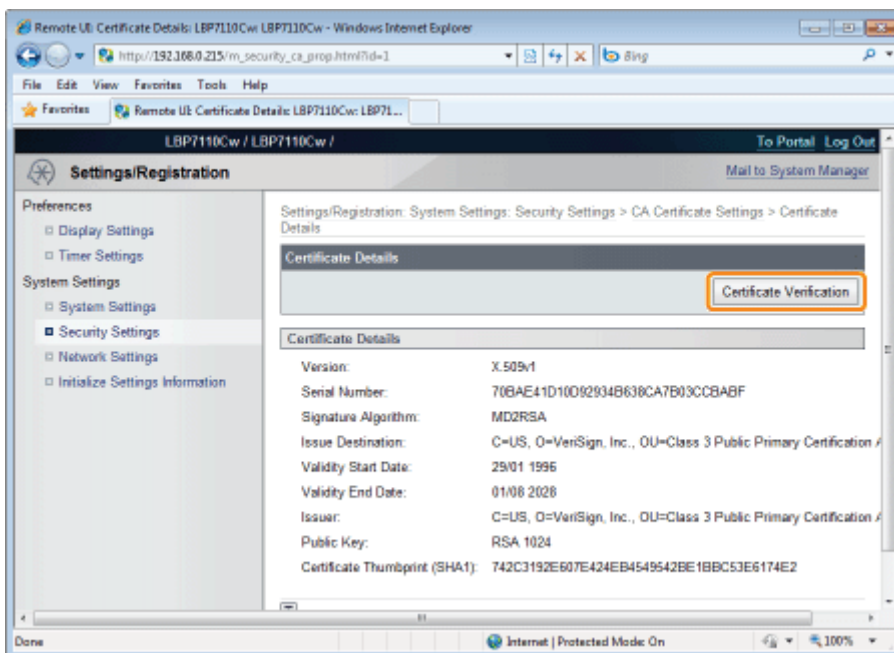 Remote UI: Certificate Details: LBP7110Cw: LBP7110Cw - Windows Internet Explorer
http://192.168.0.215/m_security_ca_prop.html?id=1
Bing
File Edit View Favorites Tools Help
Favorites
Remote UI: Certificate Details: LBP7110Cw: LBP71...
LBP7110Cw / LBP7110Cw /
To Portal Log Out
Settings/Registration
Mail to System Manager
Preferences
Display Settings
Timer Settings
System Settings
System Settings
Security Settings
Network Settings
Initialize Settings Information
Settings/Registration: System Settings: Security Settings > CA Certificate Settings > Certificate
Details
Certificate Details
Certificate Verification
Certificate Details
Version: X.509v1
Serial Number: 70BAE41D10D92934B638CA7B03CCBABF
Signature Algorithm: MD2RSA
Issue Destination: C=US, O=VeriSign, Inc., OU=Class 3 Public Primary Certification A
Validity Start Date: 29/01 1996
Validity End Date: 01/08 2028
Issuer: C=US, O=VeriSign, Inc., OU=Class 3 Public Primary Certification A
Public Key: RSA 1024
Certificate Thumbprint (SHA1): 742C3192E607E424EB4549542BE1BBC53E6174E2
Done
Internet | Protected Mode: On
100%